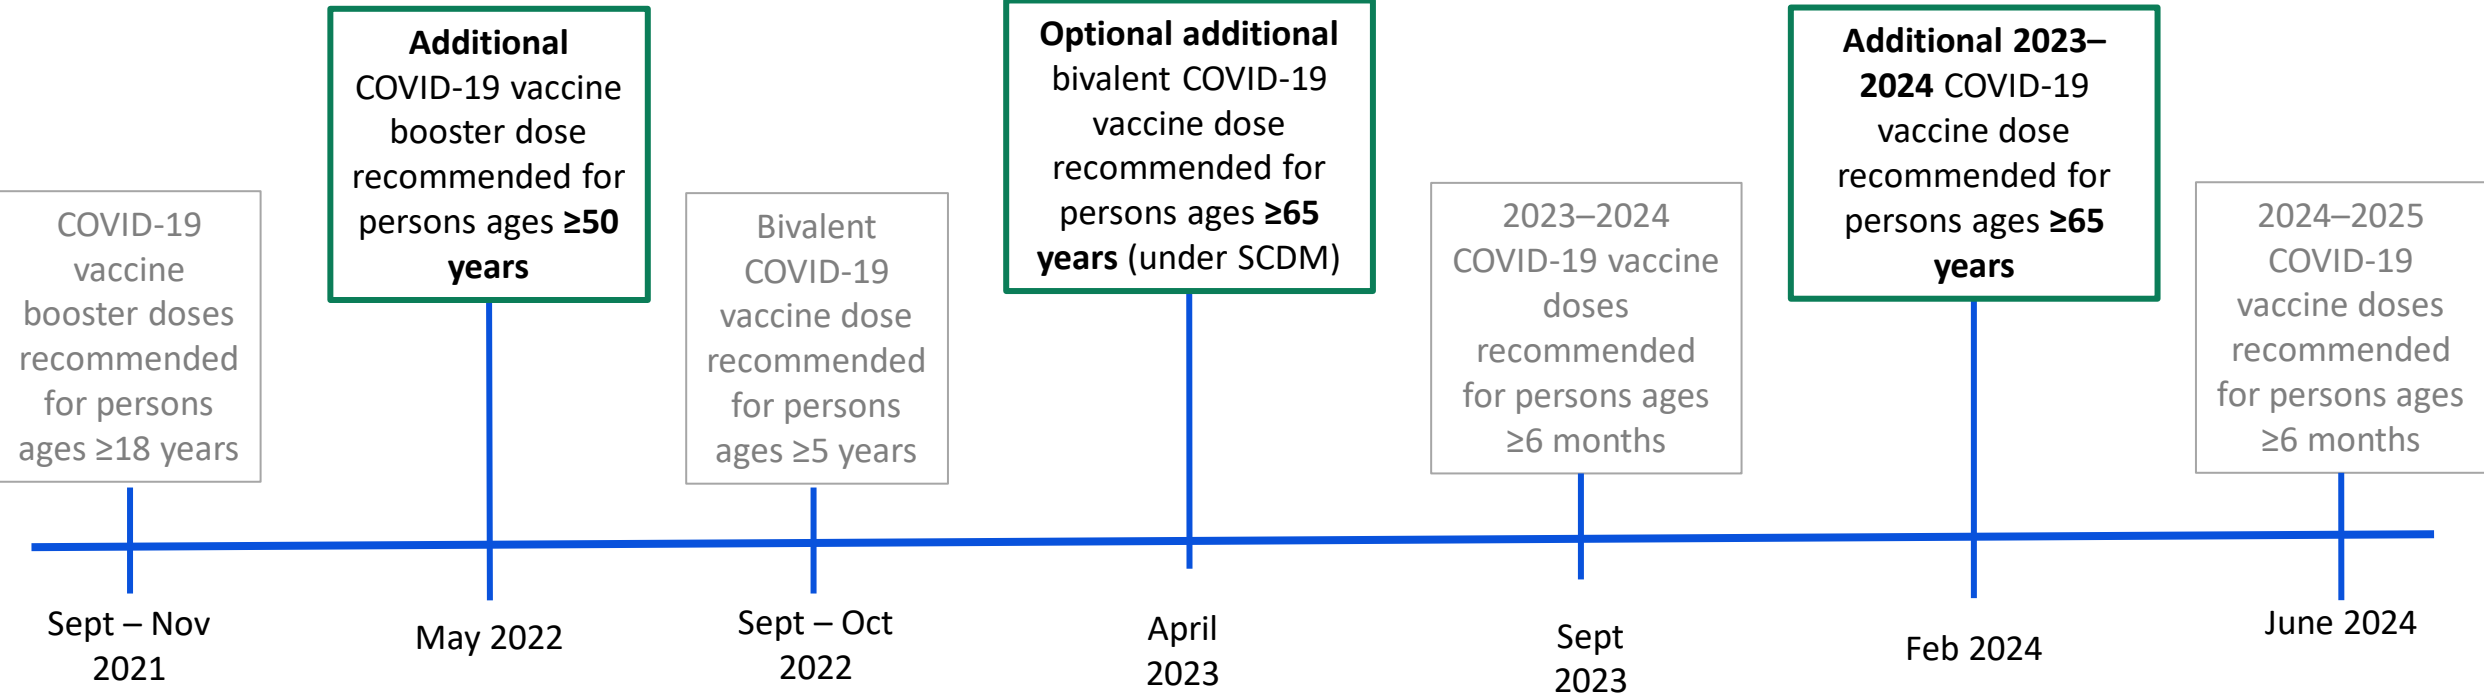 COVID-19
vaccine
booster doses
recommended
for persons
ages ≥18 years
Sept – Nov
2021
Additional
COVID-19 vaccine
booster dose
recommended for
persons ages ≥50
years
May 2022
Bivalent
COVID-19
vaccine dose
recommended
for persons
ages ≥5 years
Sept – Oct
2022
Optional additional
bivalent COVID-19
vaccine dose
recommended for
persons ages ≥65
years (under SCDM)
April
2023
2023–2024
COVID-19 vaccine
doses
recommended
for persons ages
≥6 months
Sept
2023
Additional 2023–
2024 COVID-19
vaccine dose
recommended for
persons ages ≥65
years
Feb 2024
2024–2025
COVID-19
vaccine doses
recommended
for persons ages
≥6 months
June 2024